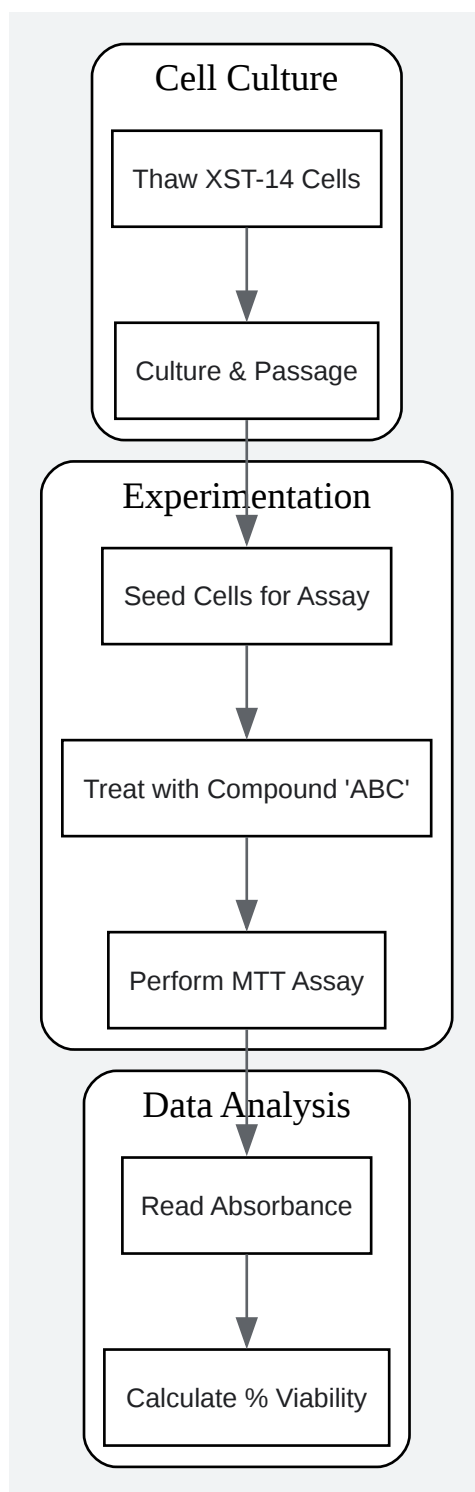 Cell Culture
Thaw XST-14 Cells
Culture & Passage
Experimentation
Seed Cells for Assay
Treat with Compound 'ABC'
Perform MTT Assay
Data Analysis
Read Absorbance
Calculate % Viability